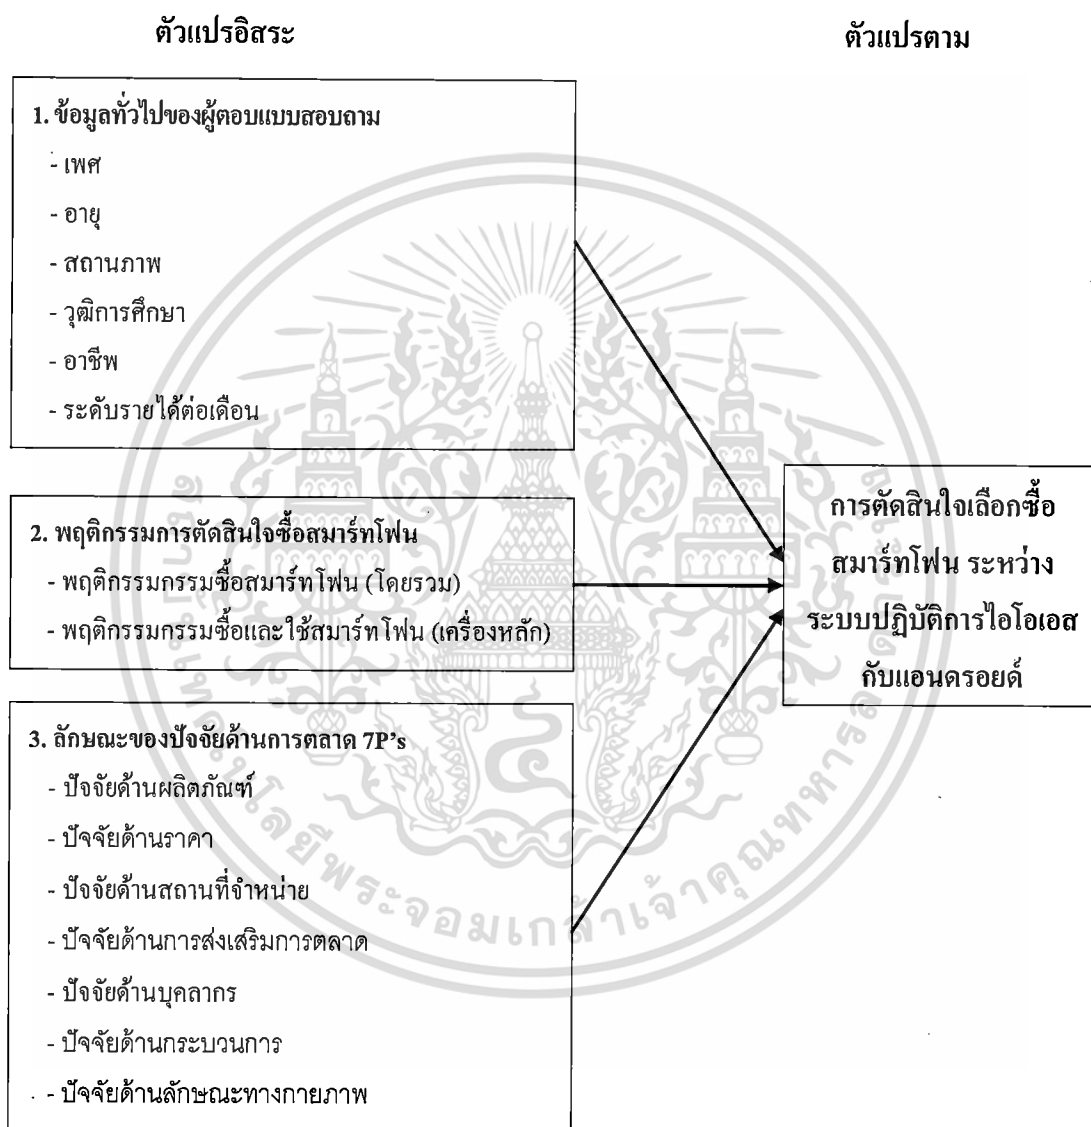 ตัวแปรอิสระ
ตัวแปรตาม
1. ข้อมูลทั่วไปของผู้ตอบแบบสอบถาม
- เพศ
- อายุ
- สถานภาพ
- วุฒิการศึกษา
- อาชีพ
- ระดับรายได้ต่อเดือน
2. พฤติกรรมการตัดสินใจซื้อสมาร์ทโฟน
- พฤติกรรมกรรมซื้อสมาร์ทโฟน (โดยรวม)
- พฤติกรรมกรรมซื้อและใช้สมาร์ทโฟน (เครื่องหลัก)
3. ลักษณะของปัจจัยด้านการตลาด 7P's
- ปัจจัยด้านผลิตภัณฑ์
- ปัจจัยด้านราคา
- ปัจจัยด้านสถานที่จำหน่าย
- ปัจจัยด้านการส่งเสริมการตลาด
- ปัจจัยด้านบุคลากร
- ปัจจัยด้านกระบวนการ
- ปัจจัยด้านลักษณะทางกายภาพ
การตัดสินใจเลือกซื้อ
สมาร์ทโฟน ระหว่าง
ระบบปฏิบัติการไอโอเอส
กับแอนดรอยด์
พระจอมเกล้าเจ้าคุณทหาร